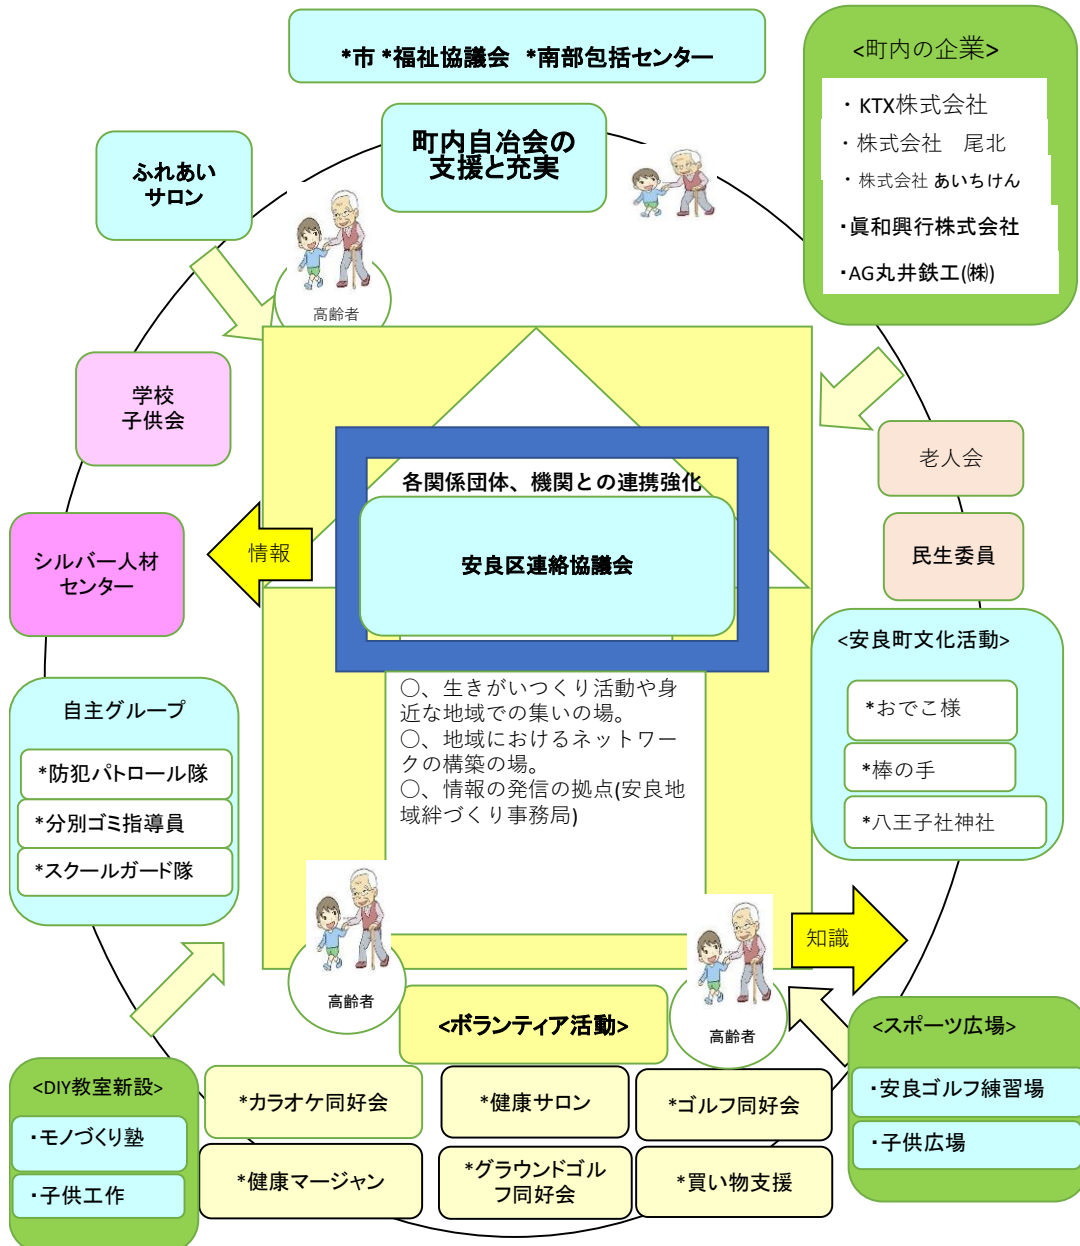 *市 *福祉協議会 *南部包括センター
<町内の企業>
・ KTX株式会社
・ 株式会社　尾北
・ 株式会社 あいちけん
・眞和興行株式会社
・AG丸井鉄工(㈱)
町内自治会の
支援と充実
ふれあい
サロン
高齢者
学校
子供会
老人会
各関係団体、機関との連携強化
安良区連絡協議会
情報
シルバー人材
センター
民生委員
<安良町文化活動>
*おでこ様
*棒の手
*八王子社神社
自主グループ
*防犯パトロール隊
*分別ゴミ指導員
*スクールガード隊
〇、生きがいつくり活動や身
近な地域での集いの場。
〇、地域におけるネットワー
クの構築の場。
〇、情報の発信の拠点(安良地
域絆づくり事務局)
知識
高齢者
高齢者
<ボランティア活動>
<スポーツ広場>
・安良ゴルフ練習場
・子供広場
<DIY教室新設>
・モノづくり塾
・子供工作
*カラオケ同好会
*健康サロン
*ゴルフ同好会
*健康マージャン
*グラウンドゴル
フ同好会
*買い物支援